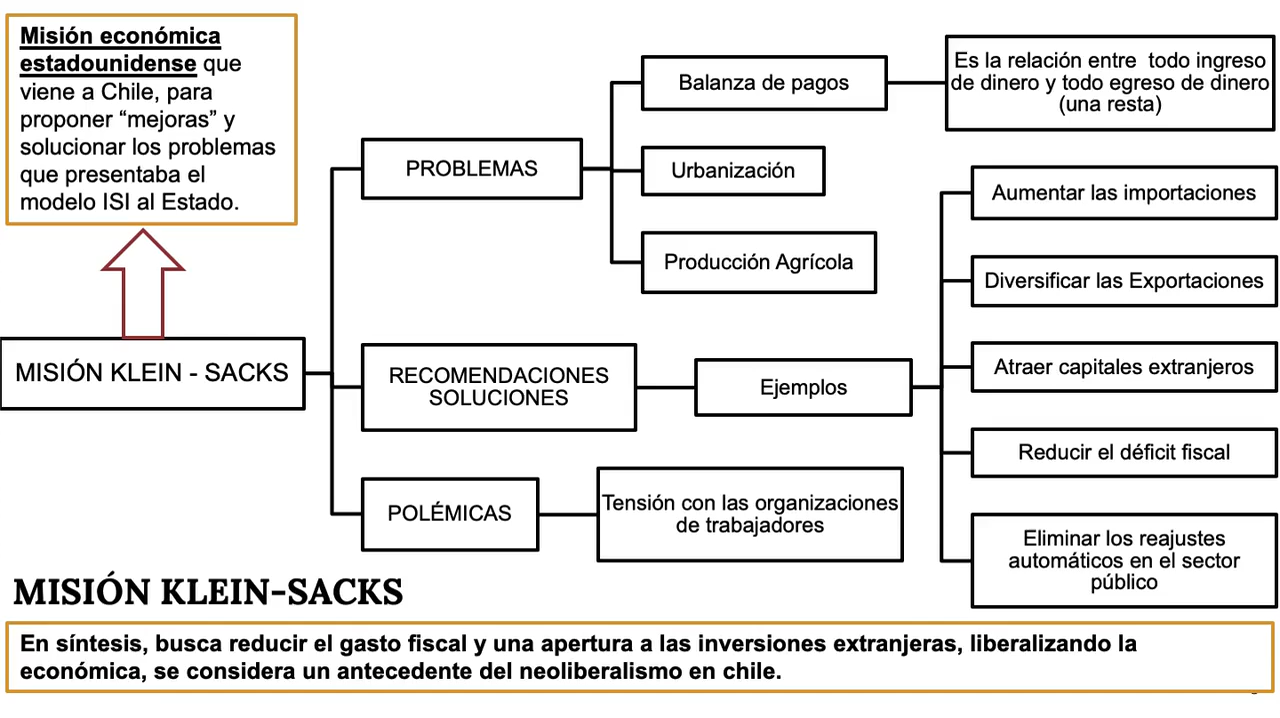 Misión económica
estadounidense que
viene a Chile, para
proponer “mejoras” y
solucionar los problemas
que presentaba el
modelo ISI al Estado.
MISIÓN KLEIN - SACKS
PROBLEMAS
Balanza de pagos
Es la relación entre todo ingreso
de dinero y todo egreso de dinero
(una resta)
Urbanización
Producción Agrícola
RECOMENDACIONES
SOLUCIONES
Ejemplos
Aumentar las importaciones
Diversificar las Exportaciones
Atraer capitales extranjeros
Reducir el déficit fiscal
Eliminar los reajustes
automáticos en el sector
público
POLÉMICAS
Tensión con las organizaciones
de trabajadores
MISIÓN KLEIN-SACKS
En síntesis, busca reducir el gasto fiscal y una apertura a las inversiones extranjeras, liberalizando la
económica, se considera un antecedente del neoliberalismo en chile.